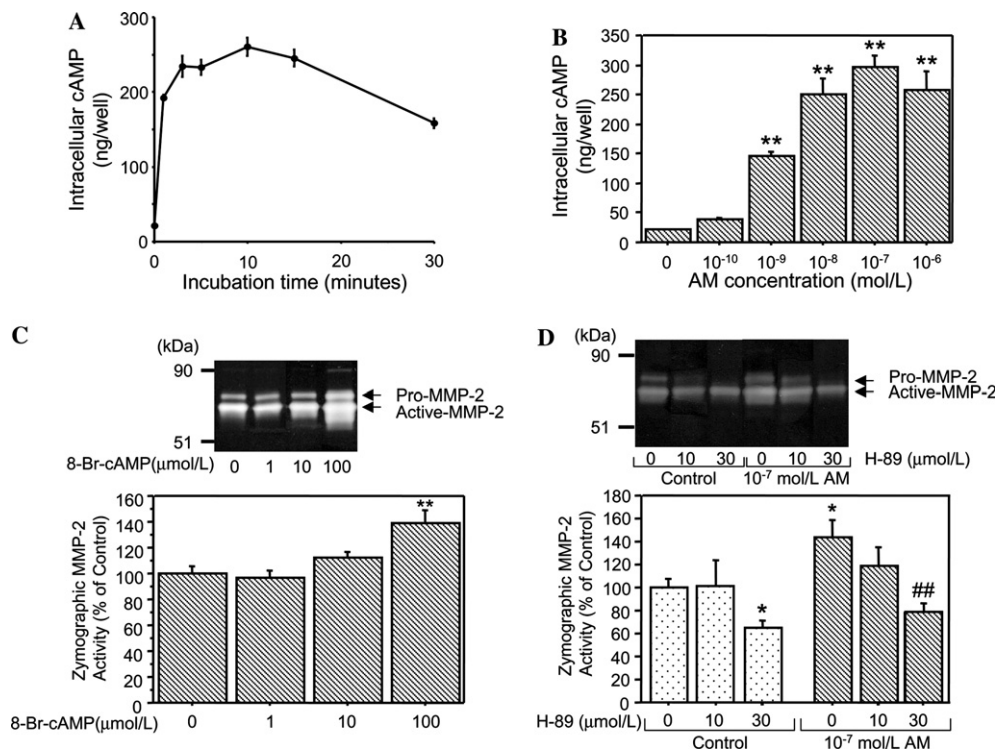 A
Intracellular cAMP
(ng/well)
300
200
100
0
0 10 20 30
Incubation time (minutes)
B
Intracellular cAMP
(ng/well)
350
300
250
200
150
100
50
0
** ** ** **
0 10⁻¹⁰ 10⁻⁹ 10⁻⁸ 10⁻⁷ 10⁻⁶
AM concentration (mol/L)
C
(kDa)
90
51
Pro-MMP-2
Active-MMP-2
8-Br-cAMP(μmol/L) 0 1 10 100
Zymographic MMP-2
Activity (% of Control)
160
140
120
100
80
60
40
20
0
**
8-Br-cAMP(μmol/L) 0 1 10 100
D
(kDa)
90
51
Pro-MMP-2
Active-MMP-2
0 10 30 0 10 30 H-89 (μmol/L)
Control 10⁻⁷ mol/L AM
Zymographic MMP-2
Activity (% of Control)
180
160
140
120
100
80
60
40
20
0
* * ##
H-89 (μmol/L) 0 10 30 0 10 30
Control 10⁻⁷ mol/L AM